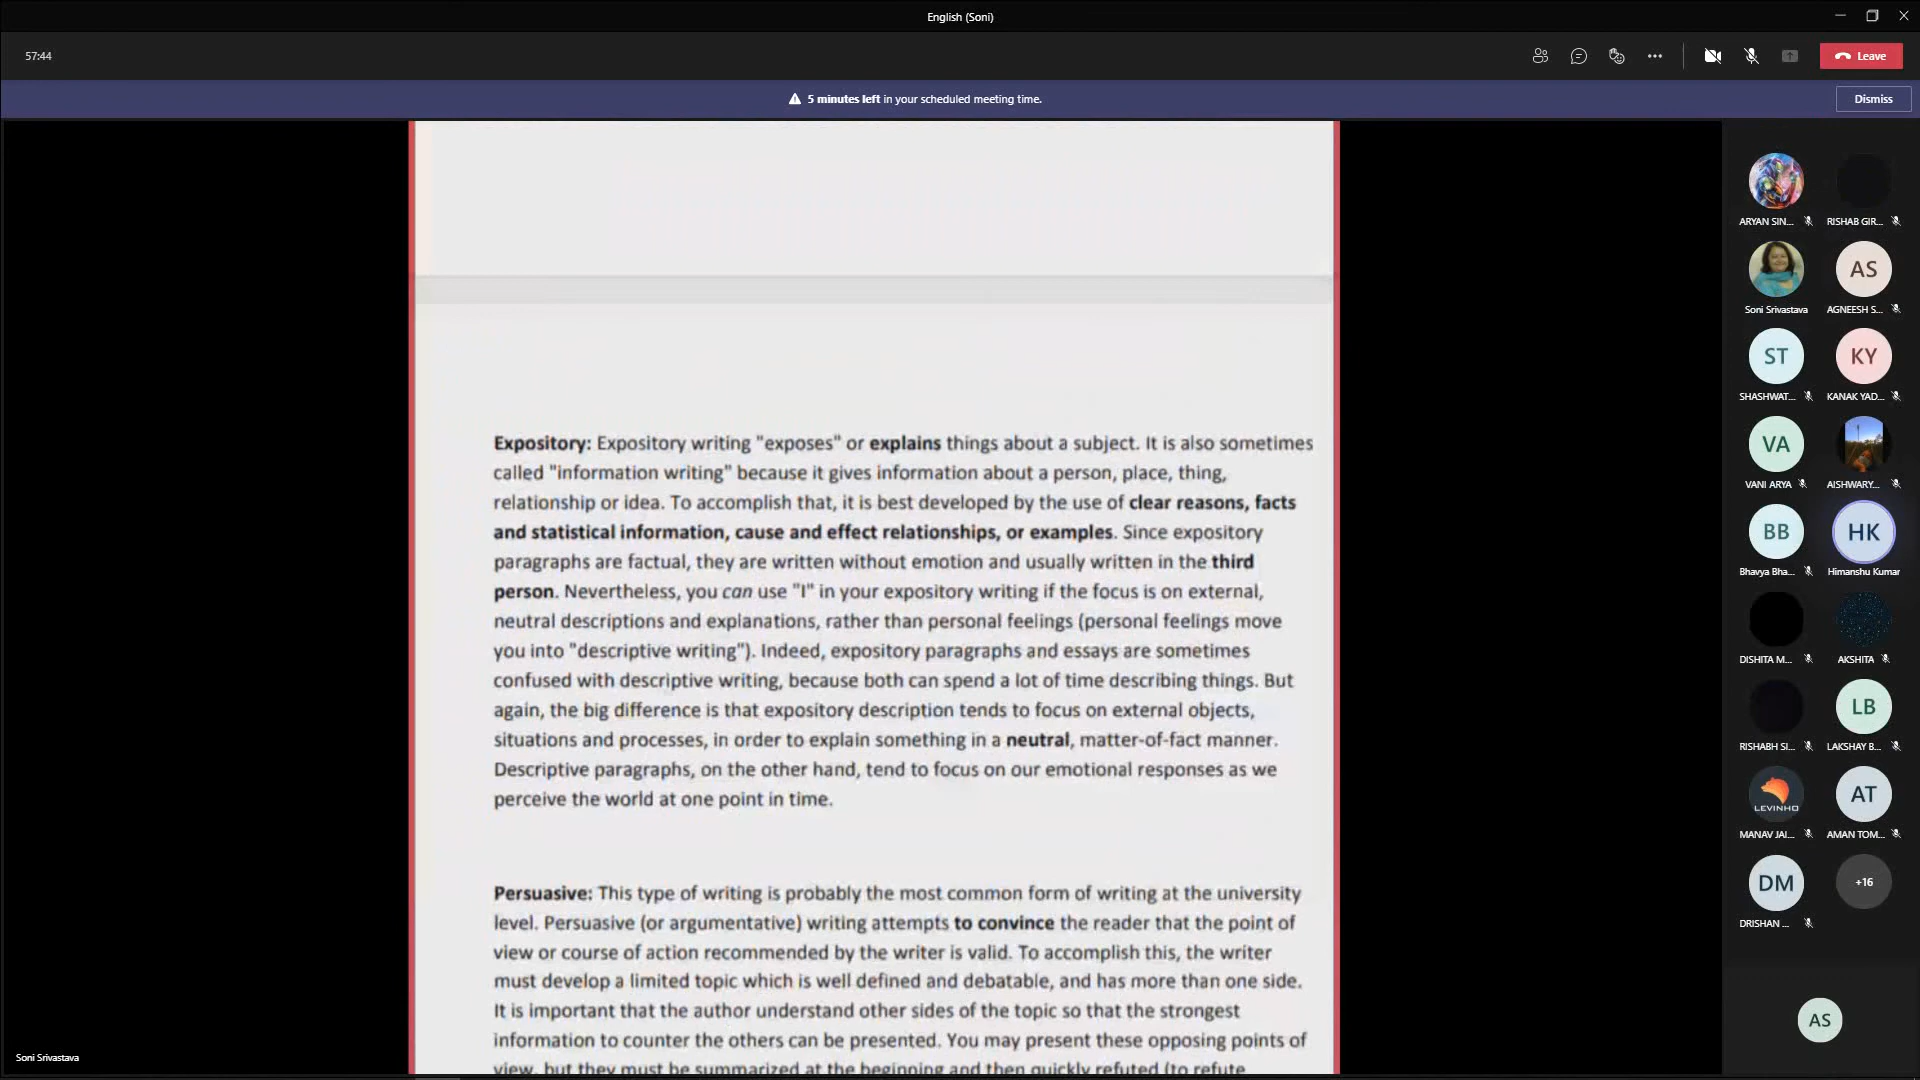 English (Soni)
57:44
Leave
5 minutes left in your scheduled meeting time.
Dismiss
Expository: Expository writing "exposes" or explains things about a subject. It is also sometimes
called "information writing" because it gives information about a person, place, thing,
relationship or idea. To accomplish that, it is best developed by the use of clear reasons, facts
and statistical information, cause and effect relationships, or examples. Since expository
paragraphs are factual, they are written without emotion and usually written in the third
person. Nevertheless, you can use "I" in your expository writing if the focus is on external,
neutral descriptions and explanations, rather than personal feelings (personal feelings move
you into "descriptive writing"). Indeed, expository paragraphs and essays are sometimes
confused with descriptive writing, because both can spend a lot of time describing things. But
again, the big difference is that expository description tends to focus on external objects,
situations and processes, in order to explain something in a neutral, matter-of-fact manner.
Descriptive paragraphs, on the other hand, tend to focus on our emotional responses as we
perceive the world at one point in time.
Persuasive: This type of writing is probably the most common form of writing at the university
level. Persuasive (or argumentative) writing attempts to convince the reader that the point of
view or course of action recommended by the writer is valid. To accomplish this, the writer
must develop a limited topic which is well defined and debatable, and has more than one side.
It is important that the author understand other sides of the topic so that the strongest
information to counter the others can be presented. You may present these opposing points of
view, but they must be summarized at the beginning and then quickly refuted (to refute
Soni Srivastava
ARYAN SIN... RISHAB GIR...
AS
Soni Srivastava AGNEESH S...
ST KY
SHASHWAT... KANAK YAD...
VA
VANI ARYA AISHWARY...
BB HK
Bhavya Bha... Himanshu Kumar
DISHITA M... AKSHITA
LB
RISHABH SI... LAKSHAY B...
LEVINHO AT
MANAV JAI... AMAN TOM...
DM +16
DRISHAN ...
AS